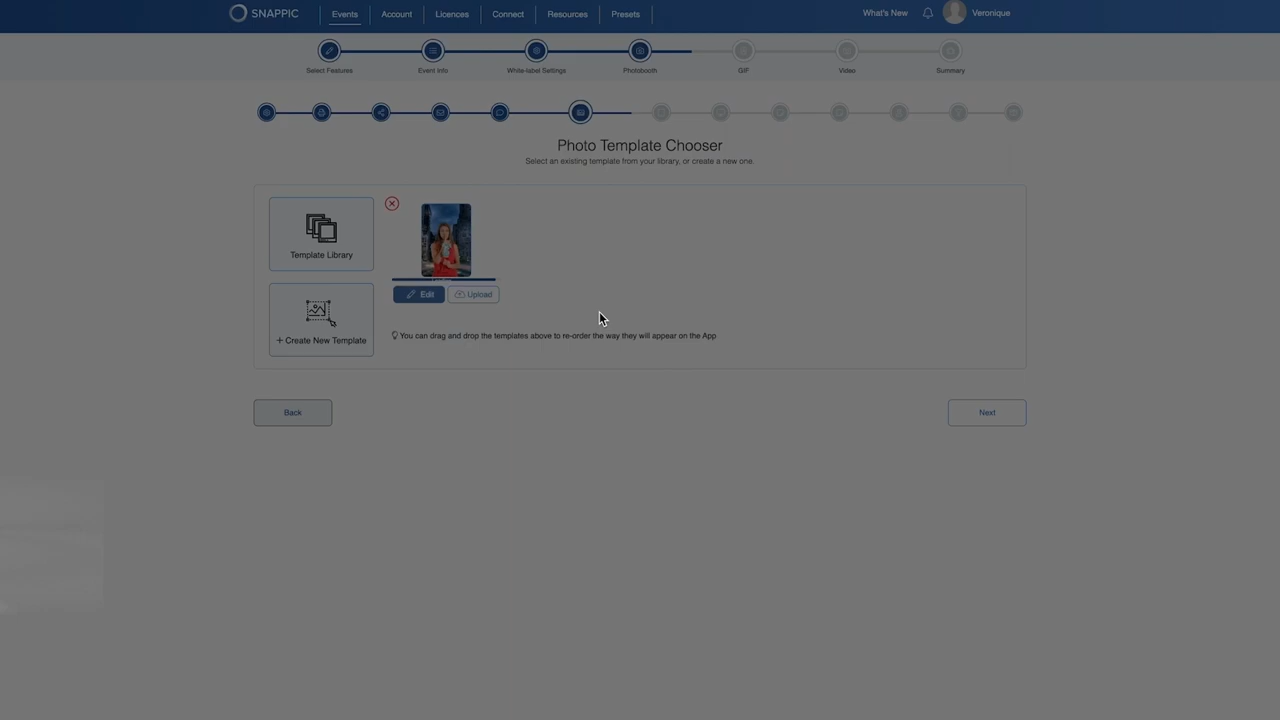 SNAPPIC
Events
Account
Licences
Connect
Resources
Presets
What's New
Veronique
Select Features
Event Info
White-label Settings
Photobooth
GIF
Video
Summary
Photo Template Chooser
Select an existing template from your library, or create a new one.
Template Library
+ Create New Template
Edit
Upload
You can drag and drop the templates above to re-order the way they will appear on the App
Back
Next